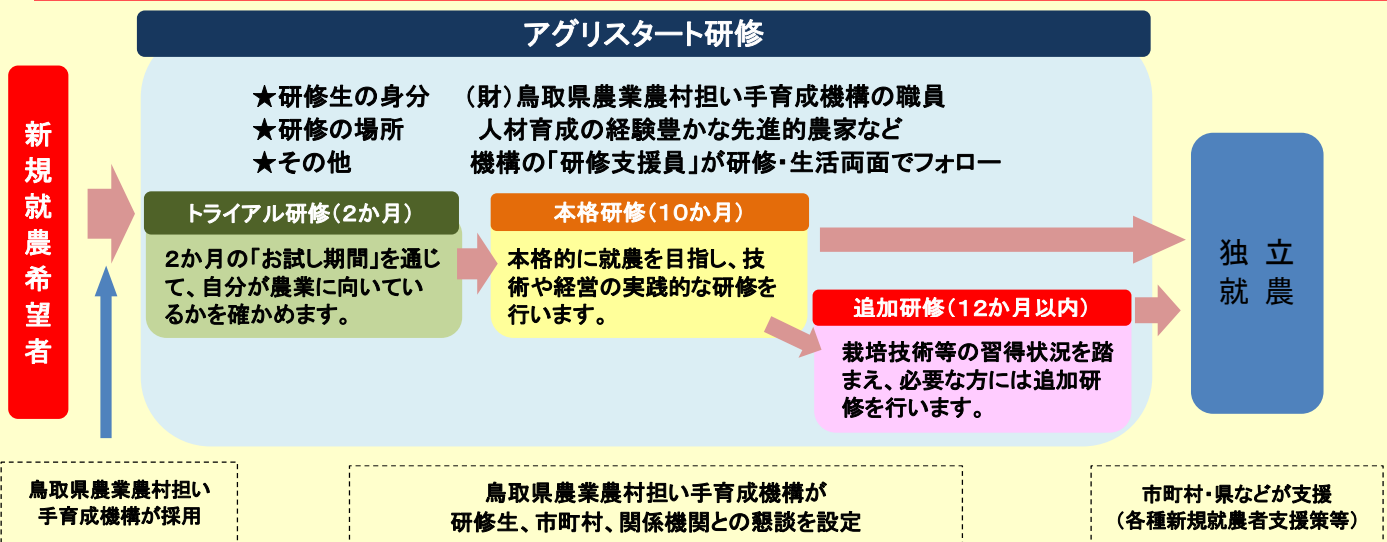 アグリスタート研修
新規就農希望者
★研修生の身分 （財）鳥取県農業農村担い手育成機構の職員
★研修の場所 人材育成の経験豊かな先進的農家など
★その他 機構の「研修支援員」が研修・生活両面でフォロー
トライアル研修（２か月）
２か月の「お試し期間」を通じ
て、自分が農業に向いてい
るかを確かめます。
本格研修（１０か月）
本格的に就農を目指し、技
術や経営の実践的な研修を
行います。
追加研修（１２か月以内）
栽培技術等の習得状況を踏
まえ、必要な方には追加研
修を行います。
独 立
就 農
鳥取県農業農村担い
手育成機構が採用
鳥取県農業農村担い手育成機構が
研修生、市町村、関係機関との懇談を設定
市町村・県などが支援
（各種新規就農者支援策等）